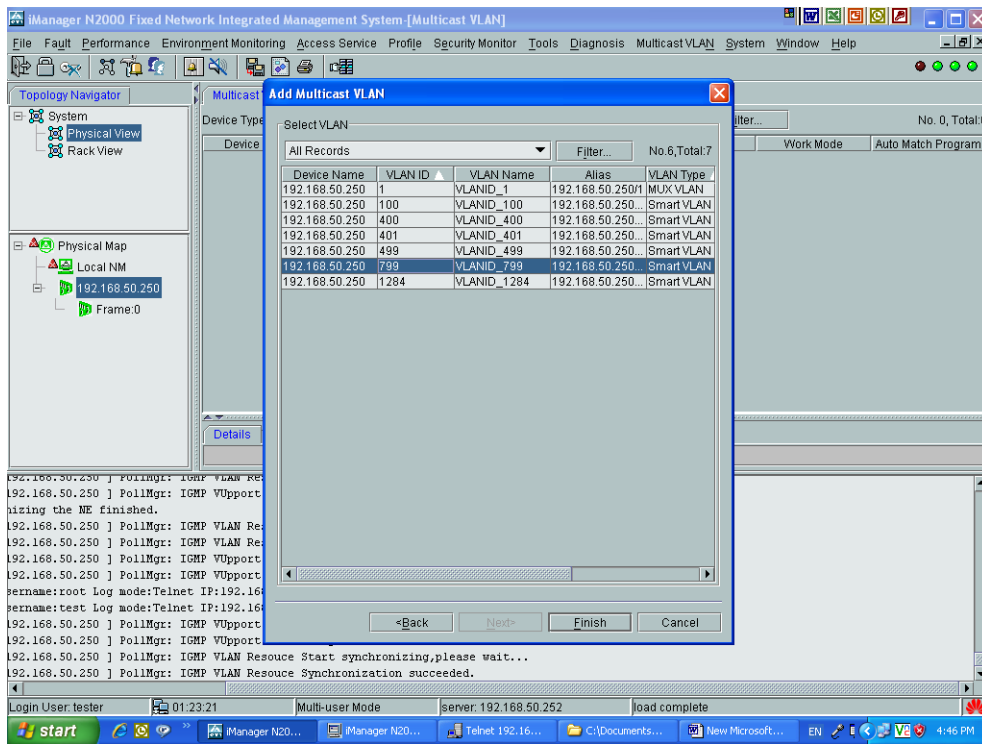 iManager N2000 Fixed Network Integrated Management System-[Multicast VLAN]
File Fault Performance Environment Monitoring Access Service Profile Security Monitor Tools Diagnosis Multicast VLAN System Window Help
Topology Navigator
System
Physical View
Rack View
Physical Map
Local NM
192.168.50.250
Frame:0
Multicast
Device Type
No. 0, Total:
Device
Work Mode
Auto Match Program
Details
Add Multicast VLAN
Select VLAN
All Records
Filter...
No.6,Total:7
Device Name VLAN ID VLAN Name Alias VLAN Type
192.168.50.250 1 VLANID_1 192.168.50.250/1 MUX VLAN
192.168.50.250 100 VLANID_100 192.168.50.250... Smart VLAN
192.168.50.250 400 VLANID_400 192.168.50.250... Smart VLAN
192.168.50.250 401 VLANID_401 192.168.50.250... Smart VLAN
192.168.50.250 499 VLANID_499 192.168.50.250... Smart VLAN
192.168.50.250 799 VLANID_799 192.168.50.250... Smart VLAN
192.168.50.250 1284 VLANID_1284 192.168.50.250... Smart VLAN
<Back Next> Finish Cancel
192.168.50.250 ] PollMgr: IGMP VLAN Re
192.168.50.250 ] PollMgr: IGMP VUpport
nizing the NE finished.
192.168.50.250 ] PollMgr: IGMP VLAN Re
192.168.50.250 ] PollMgr: IGMP VLAN Re
192.168.50.250 ] PollMgr: IGMP VUpport
192.168.50.250 ] PollMgr: IGMP VUpport
sername:root Log mode:Telnet IP:192.16
sername:test Log mode:Telnet IP:192.16
192.168.50.250 ] PollMgr: IGMP VUpport
192.168.50.250 ] PollMgr: IGMP VUpport
192.168.50.250 ] PollMgr: IGMP VLAN Resouce Start synchronizing,please wait...
192.168.50.250 ] PollMgr: IGMP VLAN Resouce Synchronization succeeded.
Login User: tester 01:23:21 Multi-user Mode server: 192.168.50.252 load complete
start iManager N20... iManager N20... Telnet 192.16... C:\Documents... New Microsoft... EN 4:46 PM